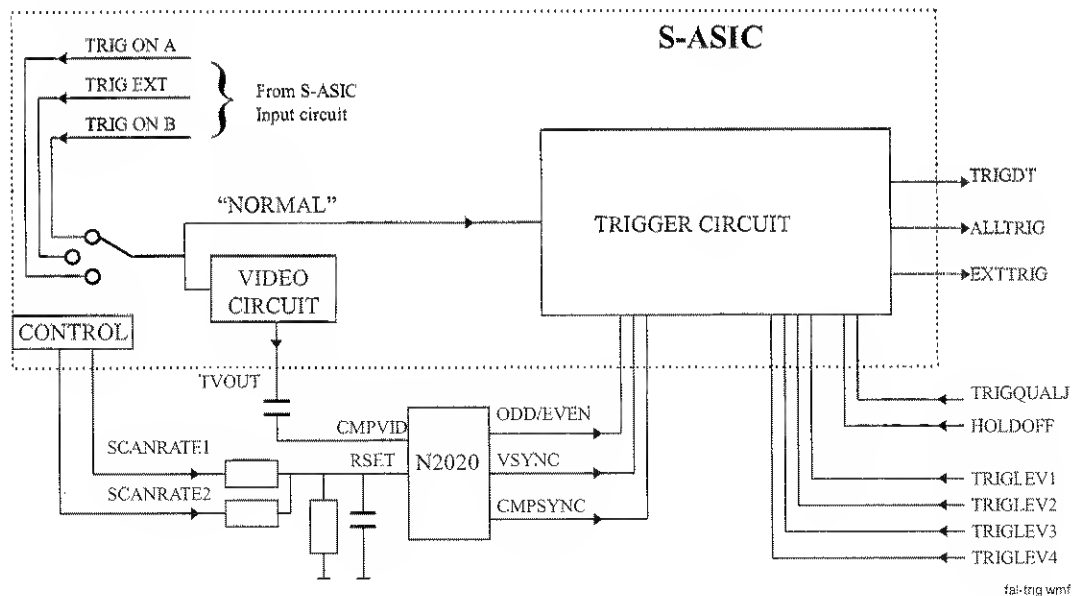 S-ASIC
TRIG ON A
TRIG EXT
TRIG ON B
From S-ASIC
Input circuit
"NORMAL"
TRIGGER CIRCUIT
TRIGDT
ALLTRIG
EXTTRIG
VIDEO
CIRCUIT
CONTROL
TVOUT
TRIGQUALJ
HOLDOFF
CMPVID
N2020
ODD/EVEN
SCANRATE1
RSET
VSYNC
SCANRATE2
CMPSYNC
TRIGLEV1
TRIGLEV2
TRIGLEV3
TRIGLEV4
fal-trig wmf